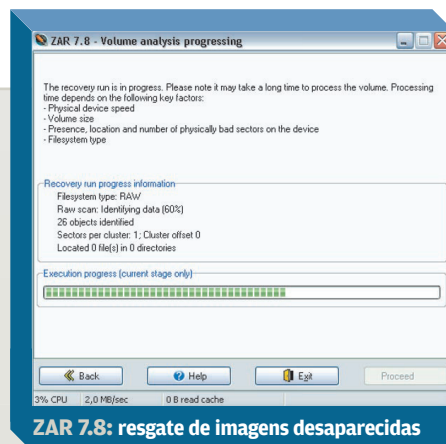 ZAR 7.8 - Volume analysis progressing
The recovery run is in progress. Please note it may take a long time to process the volume. Processing
time depends on the following key factors:
- Physical device speed
- Volume size
- Presence, location and number of physically bad sectors on the device
- Filesystem type
Recovery run progress information
Filesystem type: RAW
Raw scan: Identifying data (60%)
26 objects identified
Sectors per cluster: 1; Cluster offset 0
Located 0 file(s) in 0 directories
Execution progress (current stage only)
Back Help Exit Proceed
3% CPU 2,0 MB/sec 0 B read cache
ZAR 7.8: resgate de imagens desaparecidas